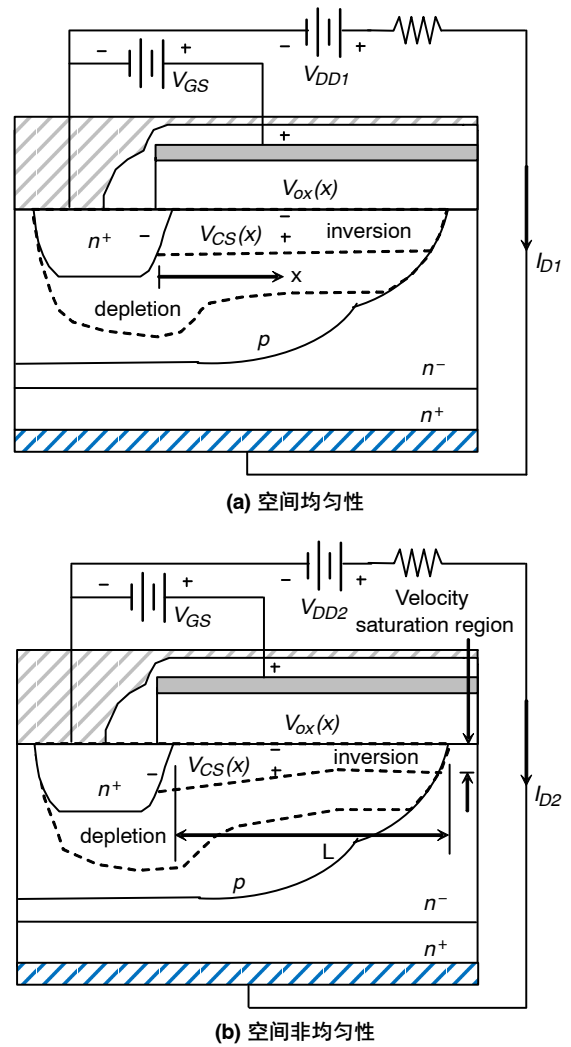 − +
V_DD1
− +
V_GS
+
V_ox(x)
−
n⁺
−
V_CS(x)
+
inversion
I_D1
x
depletion
p
n⁻
n⁺
(a) 空间均匀性
− +
V_DD2
− +
V_GS
Velocity
saturation region
+
V_ox(x)
−
n⁺
−
V_CS(x)
+
inversion
I_D2
depletion
L
p
n⁻
n⁺
(b) 空间非均匀性